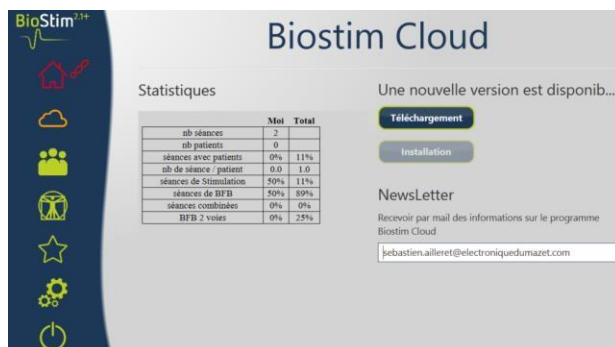 BioStim 2.1+
Biostim Cloud
Statistiques
Moi Total
nb séances 2
nb patients 0
séances avec patients 0% 11%
nb de séance / patient 0.0 1.0
séances de Stimulation 50% 11%
séances de BFB 50% 89%
séances combinées 0% 0%
BFB 2 voies 0% 25%
Une nouvelle version est disponib...
Téléchargement
Installation
NewsLetter
Recevoir par mail des informations sur le programme
Biostim Cloud
sebastien.ailleret@electroniquedumazet.com